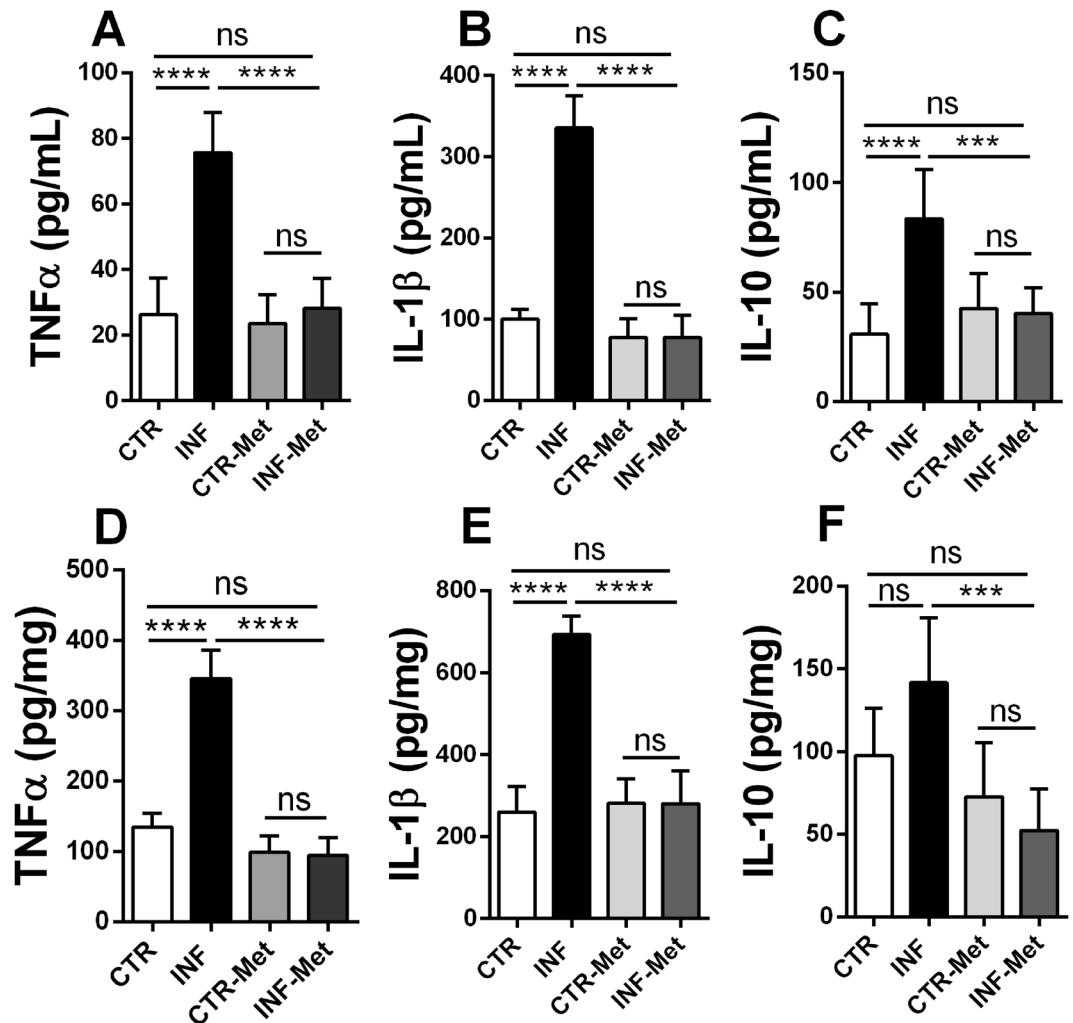 A
ns
**** ****
TNFα (pg/mL)
100
80
60
40
20
0
CTR
INF
CTR-Met
INF-Met
ns
B
ns
**** ****
IL-1β (pg/mL)
400
300
200
100
0
CTR
INF
CTR-Met
INF-Met
ns
C
ns
**** ***
IL-10 (pg/mL)
150
100
50
0
CTR
INF
CTR-Met
INF-Met
ns
D
ns
**** ****
TNFα (pg/mg)
500
400
300
200
100
0
CTR
INF
CTR-Met
INF-Met
ns
E
ns
**** ****
IL-1β (pg/mg)
800
600
400
200
0
CTR
INF
CTR-Met
INF-Met
ns
F
ns
ns ***
IL-10 (pg/mg)
200
150
100
50
0
CTR
INF
CTR-Met
INF-Met
ns